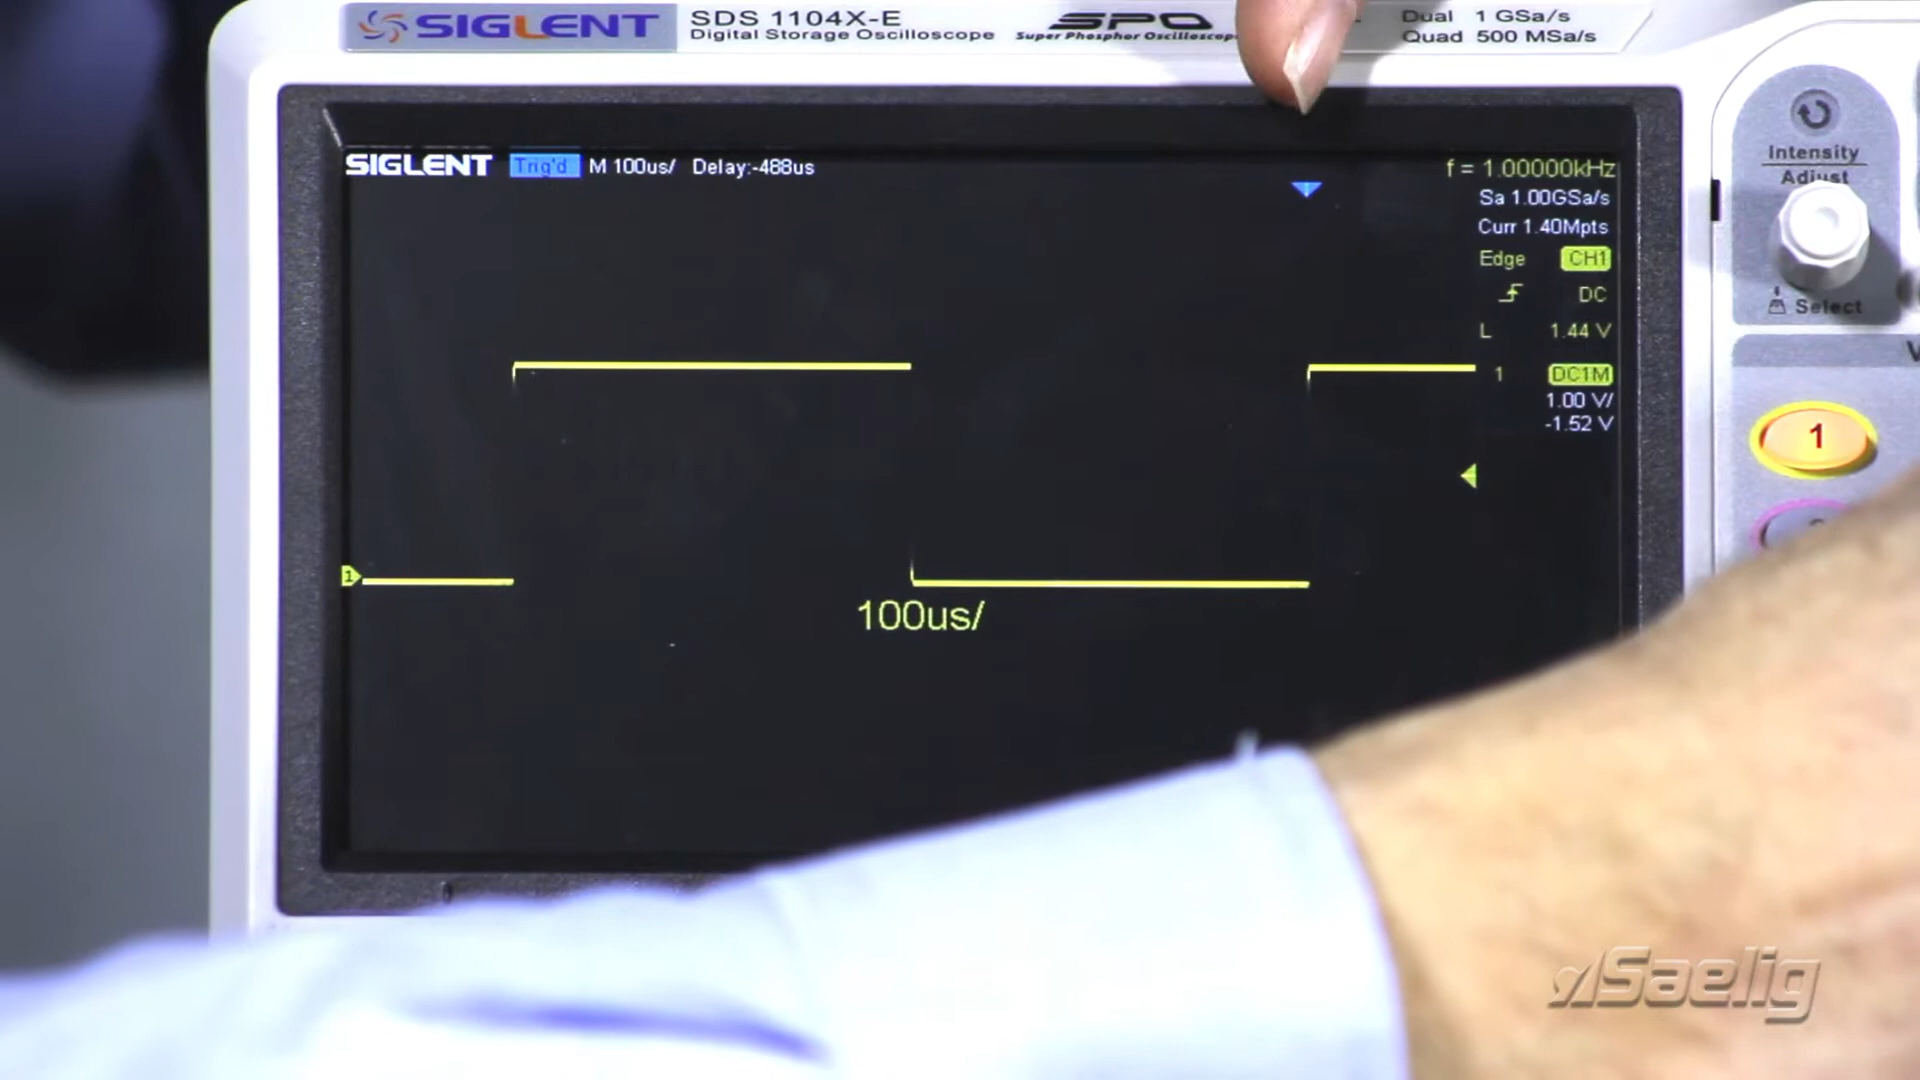 SIGLENT
SDS 1104X-E
Digital Storage Oscilloscope
SPO
Super Phosphor Oscilloscope
Dual 1 GSa/s
Quad 500 MSa/s
SIGLENT Trig'd M 100us/ Delay:-488us
f = 1.00000kHz
Sa 1.00GSa/s
Curr 1.40Mpts
Edge CH1
DC
L 1.44 V
1 DC1M
1.00 V/
-1.52 V
1
100us/
Intensity
Adjust
Select
1
Saelig